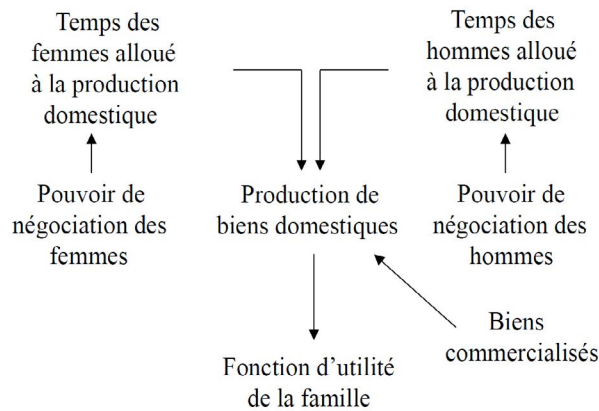 Temps des
femmes alloué
à la production
domestique
Temps des
hommes alloué
à la production
domestique
Pouvoir de
négociation des
femmes
Production de
biens domestiques
Pouvoir de
négociation des
hommes
Biens
commercialisés
Fonction d'utilité
de la famille